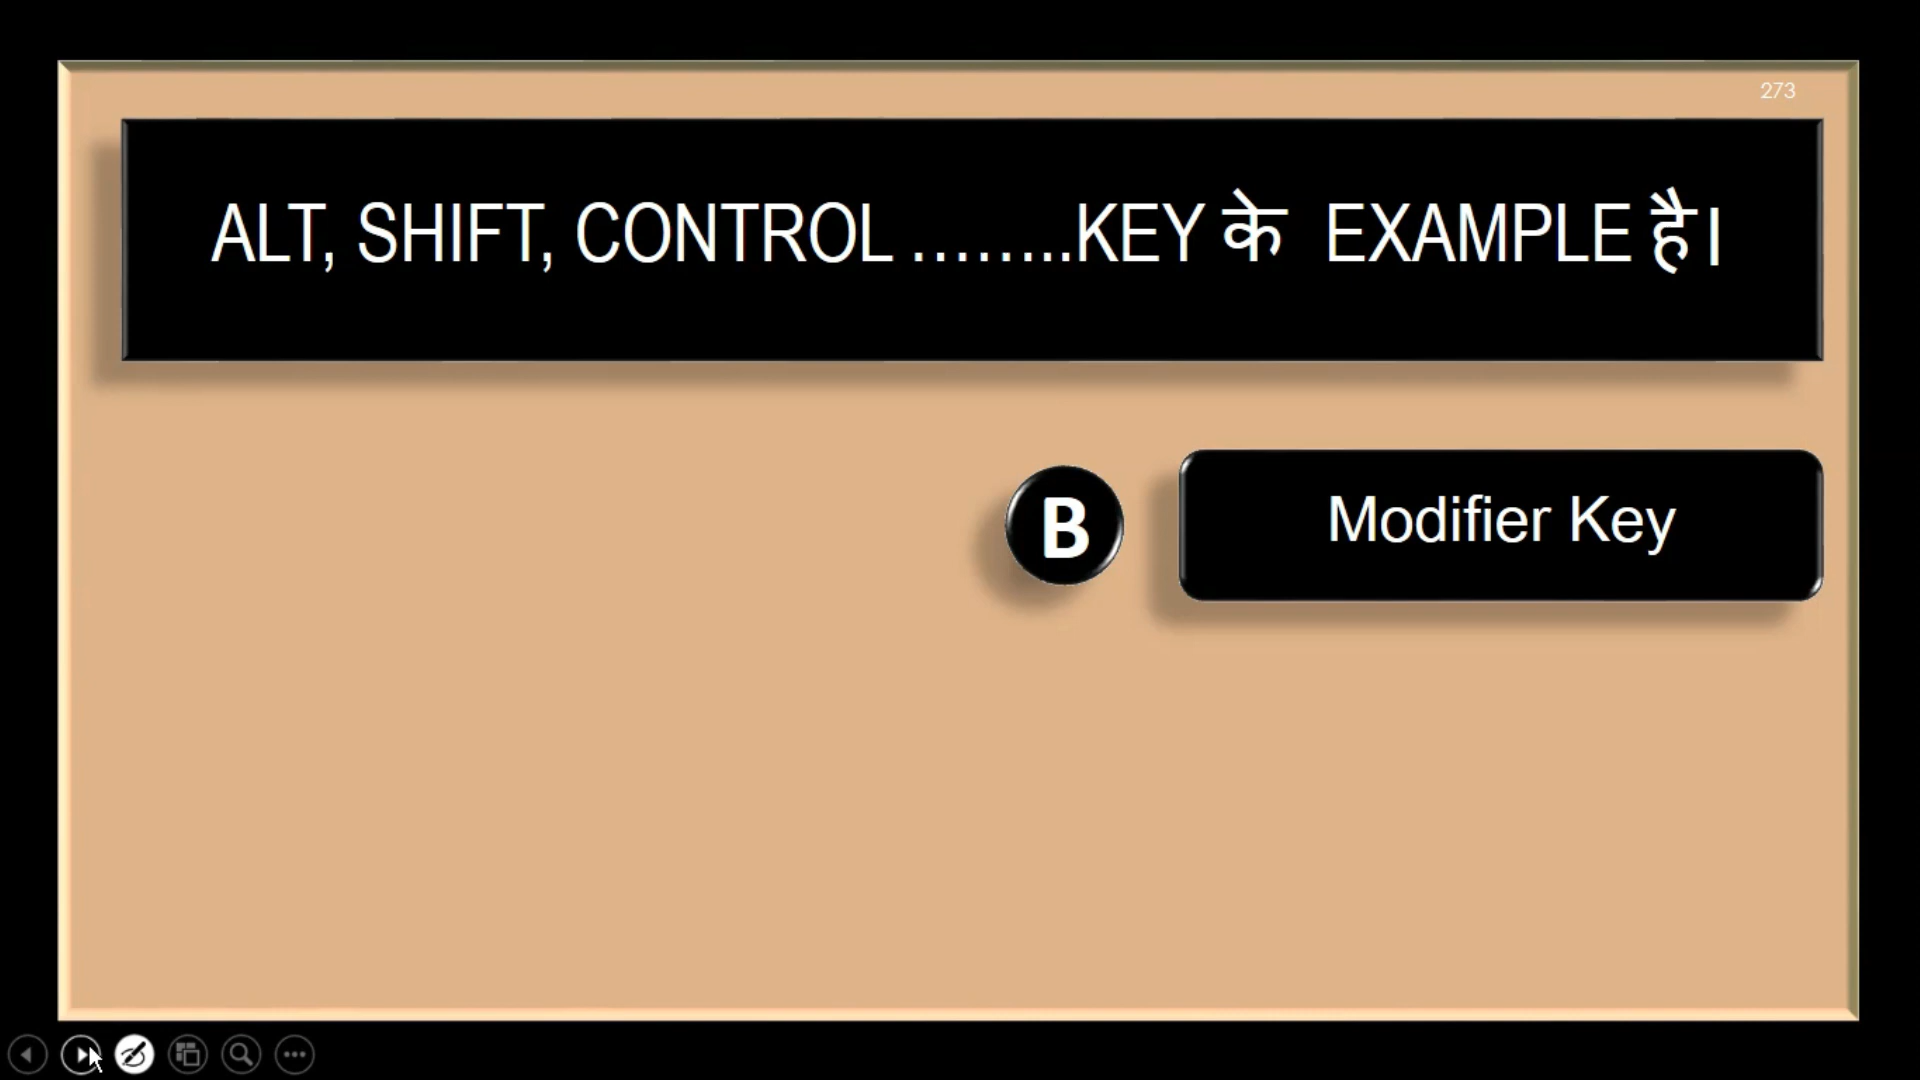 273
ALT, SHIFT, CONTROL ........KEY के EXAMPLE है।
B
Modifier Key